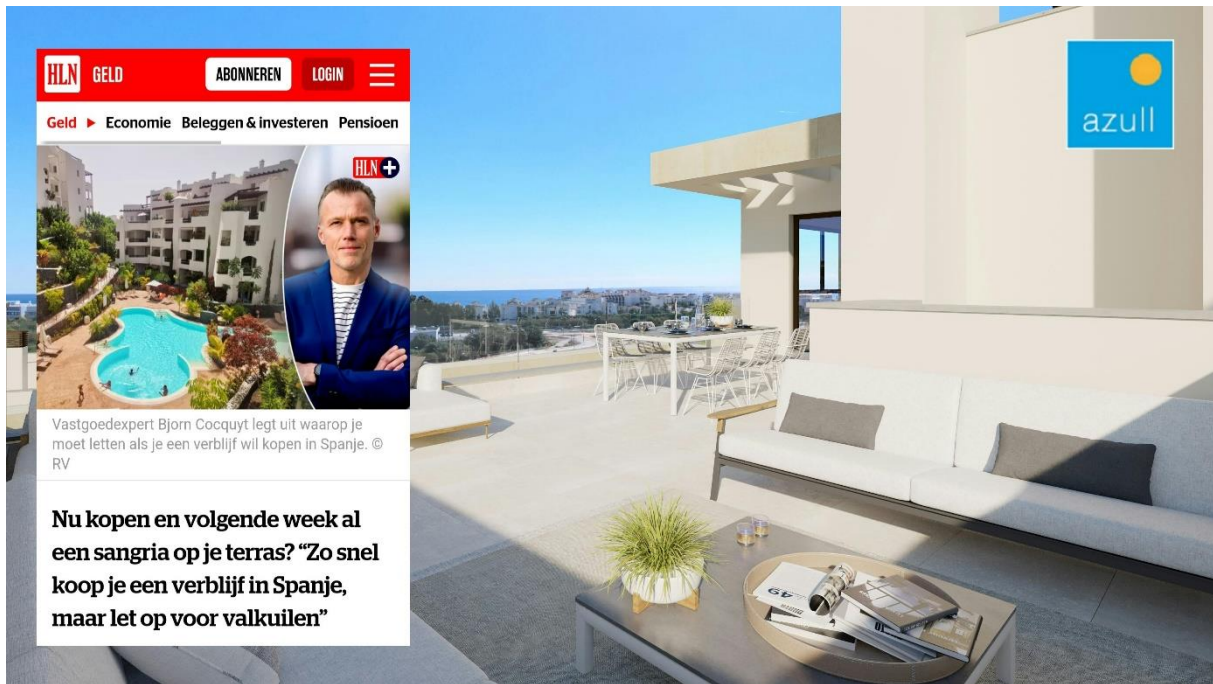 HLN GELD ABONNEREN LOGIN
Geld ▶ Economie Beleggen & investeren Pensioen
HLN+
Vastgoedexpert Bjorn Cocquyt legt uit waarop je
moet letten als je een verblijf wil kopen in Spanje. ©
RV
Nu kopen en volgende week al
een sangria op je terras? “Zo snel
koop je een verblijf in Spanje,
maar let op voor valkuilen”
azull
49